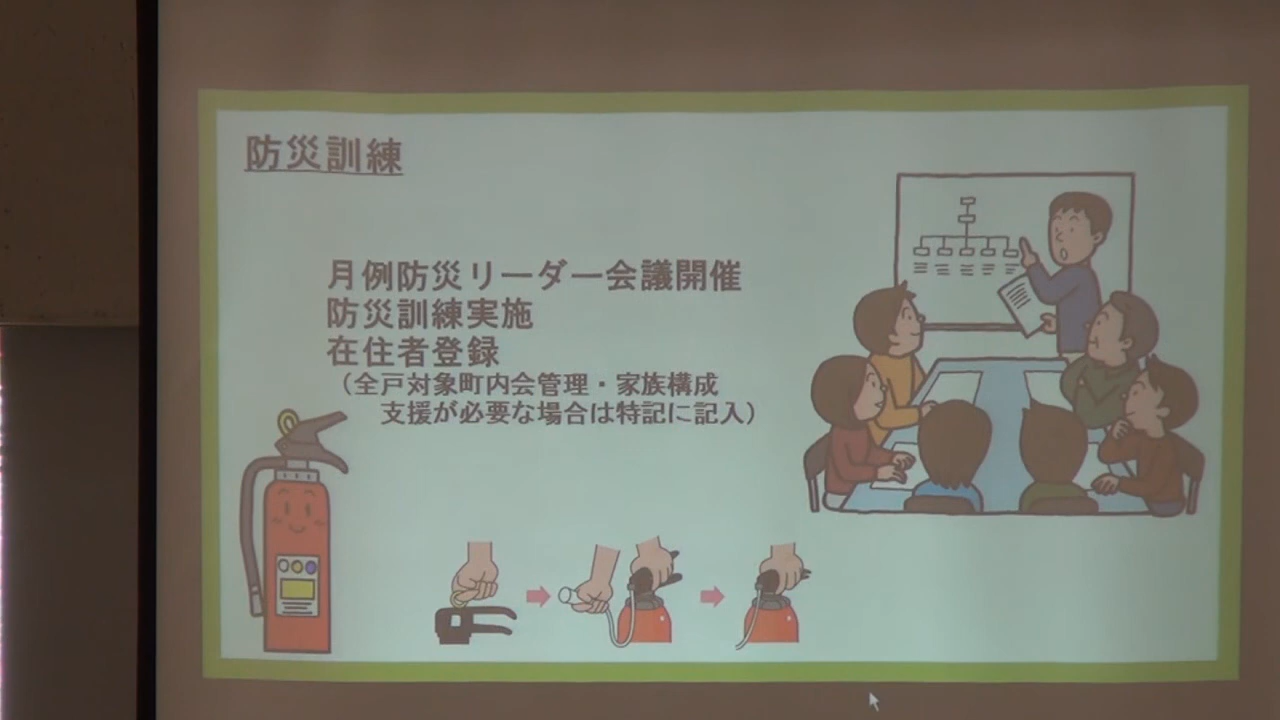 防災訓練
月例防災リーダー会議開催
防災訓練実施
在住者登録
（全戸対象町内会管理・家族構成
支援が必要な場合は特記に記入）